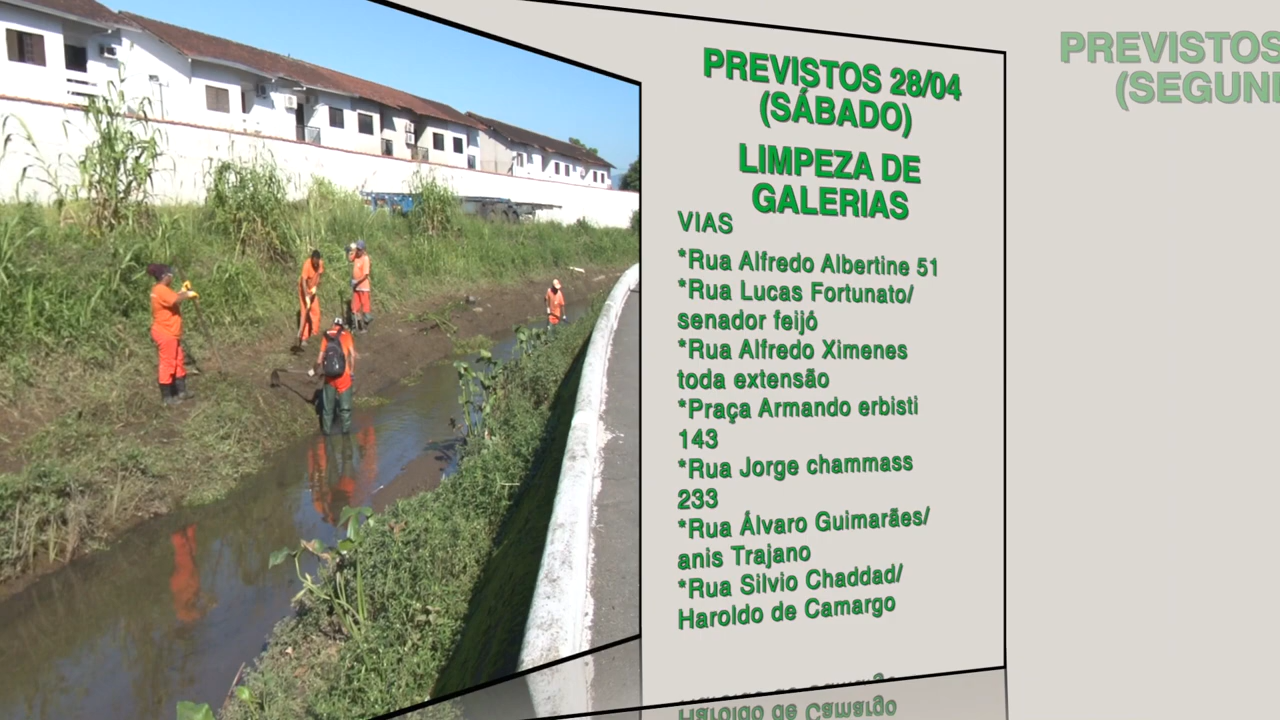 PREVISTOS 28/04
(SÁBADO)
LIMPEZA DE
GALERIAS
VIAS
*Rua Alfredo Albertine 51
*Rua Lucas Fortunato/
senador feijó
*Rua Alfredo Ximenes
toda extensão
*Praça Armando erbisti
143
*Rua Jorge chammass
233
*Rua Álvaro Guimarães/
anis Trajano
*Rua Silvio Chaddad/
Haroldo de Camargo
PREVISTOS
(SEGUN